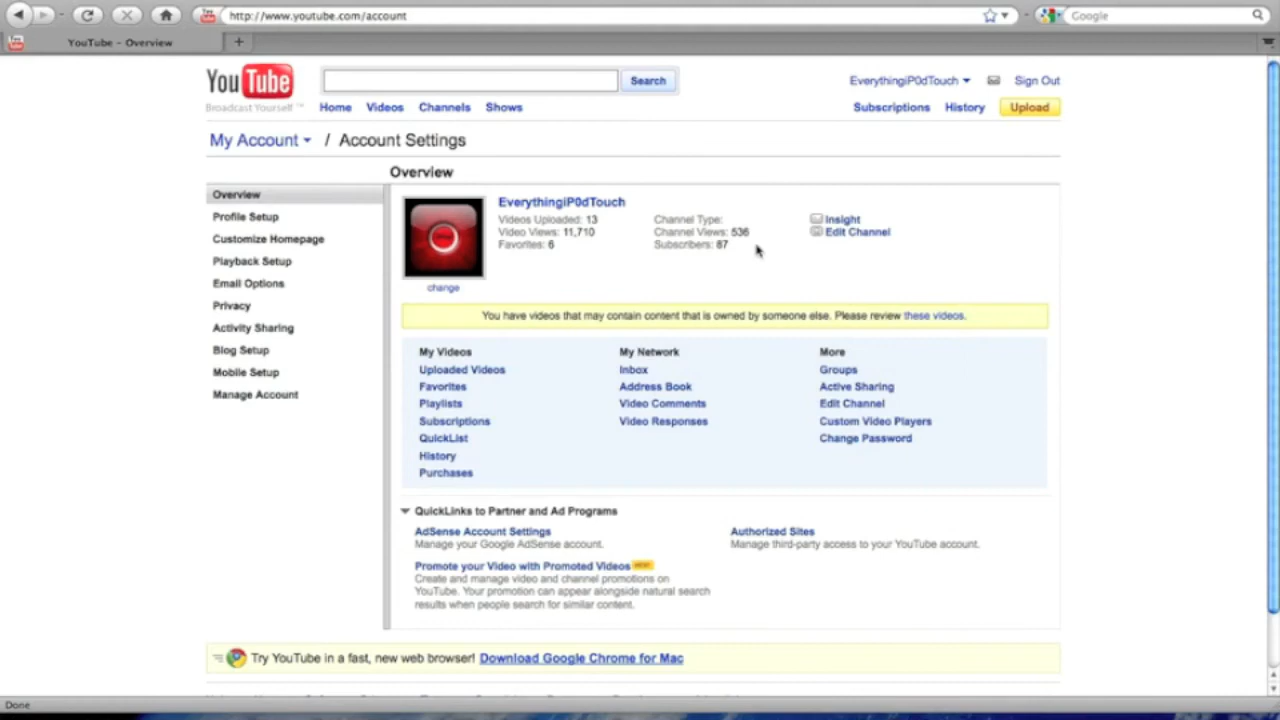 http://www.youtube.com/account
Google
YouTube - Overview
YouTube
Broadcast Yourself ™
Search
EverythingiP0dTouch
Sign Out
Home Videos Channels Shows
Subscriptions History Upload
My Account / Account Settings
Overview
Overview
Profile Setup
Customize Homepage
Playback Setup
Email Options
Privacy
Activity Sharing
Blog Setup
Mobile Setup
Manage Account
change
EverythingiP0dTouch
Videos Uploaded: 13
Video Views: 11,710
Favorites: 6
Channel Type:
Channel Views: 536
Subscribers: 87
Insight
Edit Channel
You have videos that may contain content that is owned by someone else. Please review these videos.
My Videos
Uploaded Videos
Favorites
Playlists
Subscriptions
QuickList
History
Purchases
My Network
Inbox
Address Book
Video Comments
Video Responses
More
Groups
Active Sharing
Edit Channel
Custom Video Players
Change Password
QuickLinks to Partner and Ad Programs
AdSense Account Settings
Manage your Google AdSense account.
Authorized Sites
Manage third-party access to your YouTube account.
Promote your Video with Promoted Videos NEW!
Create and manage video and channel promotions on
YouTube. Your promotion can appear alongside natural search
results when people search for similar content.
Try YouTube in a fast, new web browser! Download Google Chrome for Mac
Done